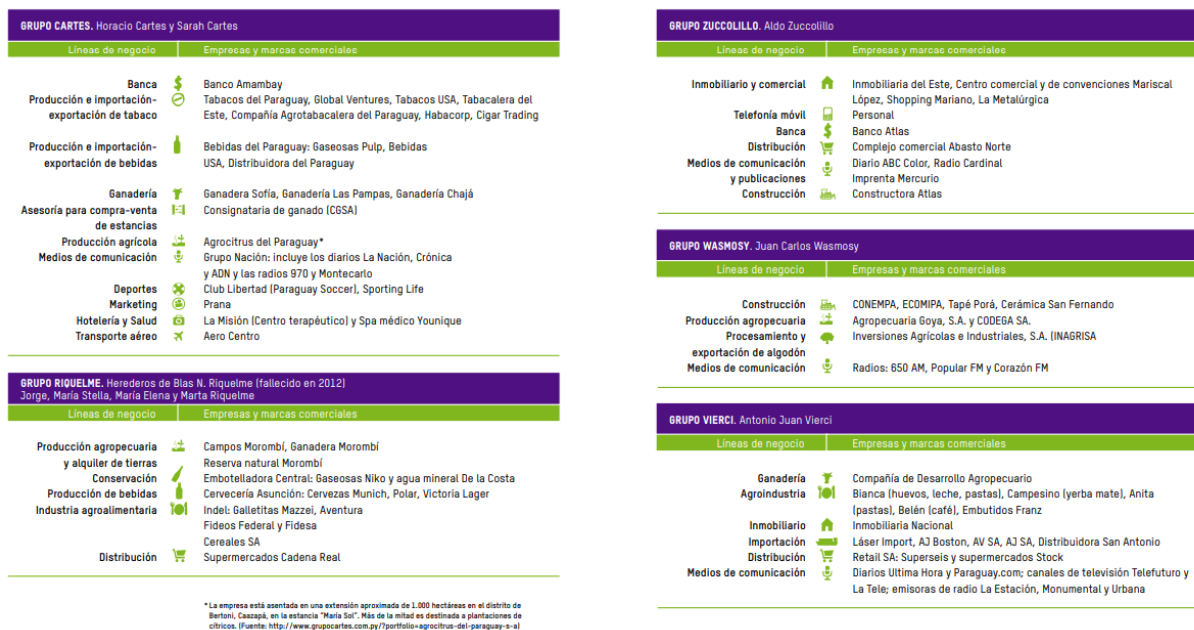 GRUPO CARTES. Horacio Cartes y Sarah Cartes
Líneas de negocio Empresas y marcas comerciales
Banca Banco Amambay
Producción e importación- Tabacos del Paraguay, Global Ventures, Tabacos USA, Tabacalera del
exportación de tabaco Este, Compañía Agrotabacalera del Paraguay, Habacorp, Cigar Trading
Producción e importación- Bebidas del Paraguay: Gaseosas Pulp, Bebidas
exportación de bebidas USA, Distribuidora del Paraguay
Ganadería Ganadera Sofía, Ganadería Las Pampas, Ganadería Chajá
Asesoría para compra-venta Consignataria de ganado (CGSA)
de estancias
Producción agrícola Agrocitrus del Paraguay*
Medios de comunicación Grupo Nación: incluye los diarios La Nación, Crónica
y ADN y las radios 970 y Montecarlo
Deportes Club Libertad (Paraguay Soccer), Sporting Life
Marketing Prana
Hotelería y Salud La Misión (Centro terapéutico) y Spa médico Younique
Transporte aéreo Aero Centro
GRUPO RIQUELME. Herederos de Blas N. Riquelme (fallecido en 2012)
Jorge, María Stella, María Elena y Marta Riquelme
Líneas de negocio Empresas y marcas comerciales
Producción agropecuaria Campos Morombí, Ganadera Morombí
y alquiler de tierras Reserva natural Morombí
Conservación Embotelladora Central: Gaseosas Niko y agua mineral De la Costa
Producción de bebidas Cervecería Asunción: Cervezas Munich, Polar, Victoria Lager
Industria agroalimentaria Indel: Galletitas Mazzei, Aventura
Fideos Federal y Fidesa
Cereales SA
Distribución Supermercados Cadena Real
* La empresa está asentada en una extensión aproximada de 1.000 hectáreas en el distrito de
Bertoni, Caazapá, en la estancia "María Sol". Más de la mitad es destinada a plantaciones de
cítricos. (Fuente: http://www.grupocartes.com.py/?portfolio=agrocitrus-del-paraguay-s-a)
GRUPO ZUCCOLILLO. Aldo Zuccolillo
Líneas de negocio Empresas y marcas comerciales
Inmobiliario y comercial Inmobiliaria del Este, Centro comercial y de convenciones Mariscal
López, Shopping Mariano, La Metalúrgica
Telefonía móvil Personal
Banca Banco Atlas
Distribución Complejo comercial Abasto Norte
Medios de comunicación Diario ABC Color, Radio Cardinal
y publicaciones Imprenta Mercurio
Construcción Constructora Atlas
GRUPO WASMOSY. Juan Carlos Wasmosy
Líneas de negocio Empresas y marcas comerciales
Construcción CONEMPA, ECOMIPA, Tapé Porá, Cerámica San Fernando
Producción agropecuaria Agropecuaria Goya, S.A. y CODEGA SA.
Procesamiento y Inversiones Agrícolas e Industriales, S.A. (INAGRISA
exportación de algodón
Medios de comunicación Radios: 650 AM, Popular FM y Corazón FM
GRUPO VIERCI. Antonio Juan Vierci
Líneas de negocio Empresas y marcas comerciales
Ganadería Compañía de Desarrollo Agropecuario
Agroindustria Bianca (huevos, leche, pastas), Campesino (yerba mate), Anita
(pastas), Belén (café), Embutidos Franz
Inmobiliario Inmobiliaria Nacional
Importación Láser Import, AJ Boston, AV SA, AJ SA, Distribuidora San Antonio
Distribución Retail SA: Superseis y supermercados Stock
Medios de comunicación Diarios Ultima Hora y Paraguay.com; canales de televisión Telefuturo y
La Tele; emisoras de radio La Estación, Monumental y Urbana